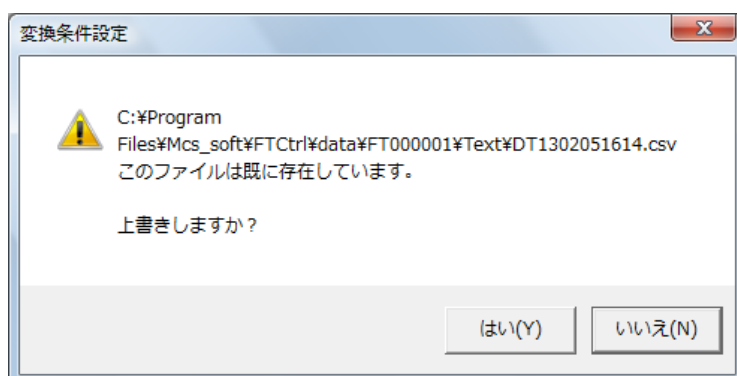 変換条件設定
C:¥Program
Files¥Mcs_soft¥FTCtrl¥data¥FT000001¥Text¥DT1302051614.csv
このファイルは既に存在しています。
上書きしますか？
はい(Y)
いいえ(N)